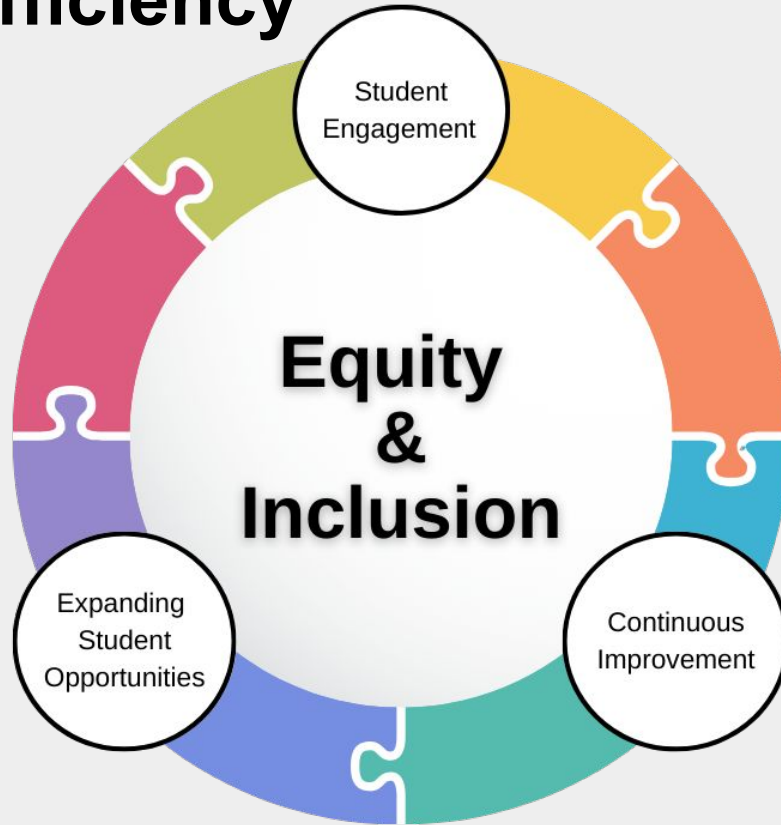 Student
Engagement
Equity
&
Inclusion
Expanding
Student
Opportunities
Continuous
Improvement